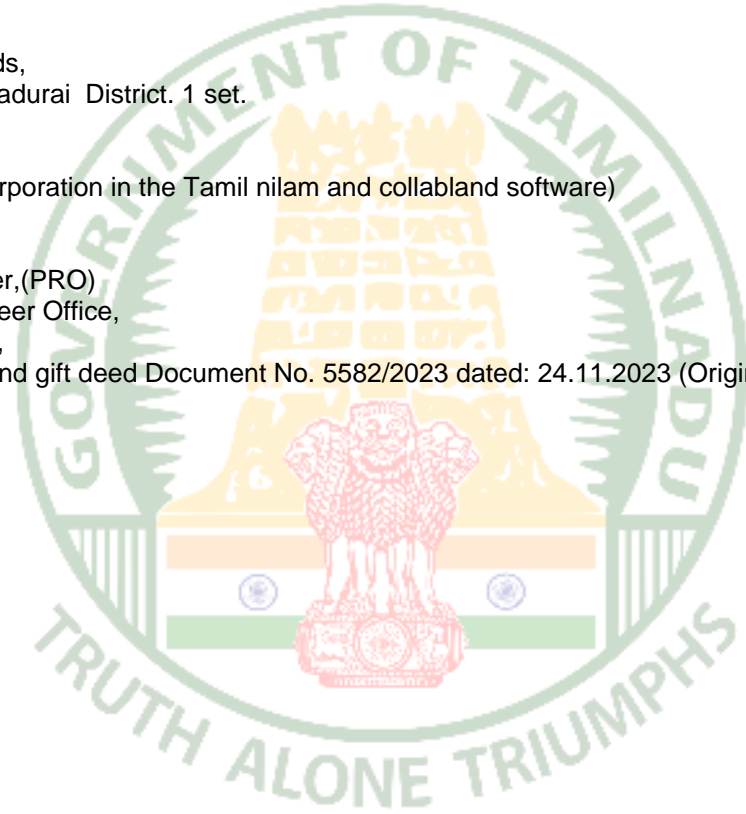 ds,
adurai District. 1 set.
rporation in the Tamil nilam and collabland software)
er,(PRO)
eer Office,
,
nd gift deed Document No. 5582/2023 dated: 24.11.2023 (Origin
GOVERNMENT OF TAMILNADU
TRUTH ALONE TRIUMPHS